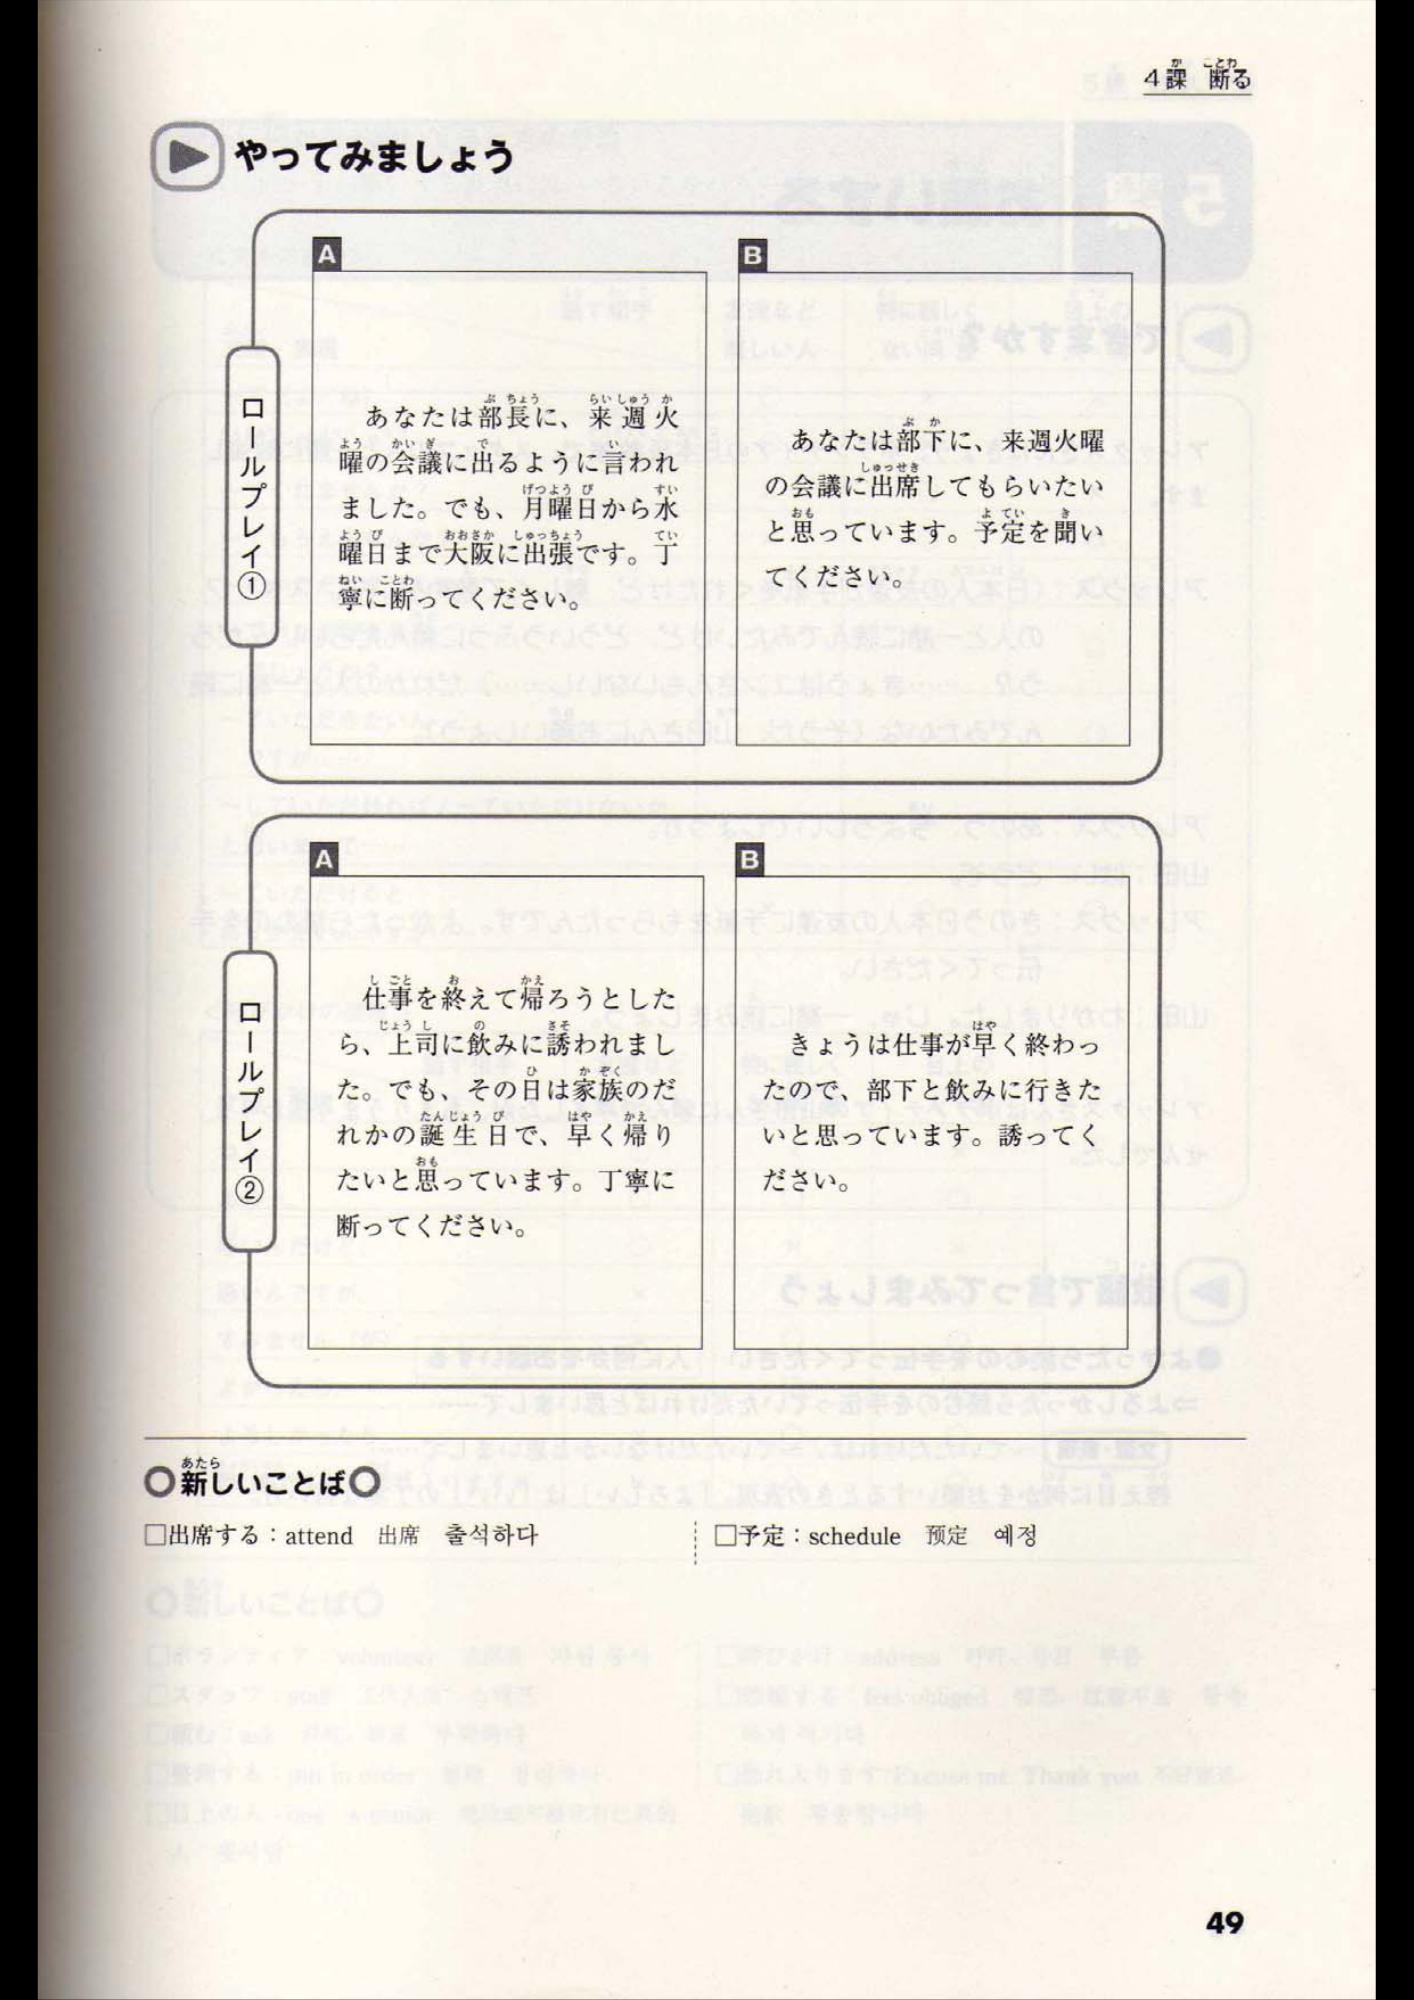 4課 断る
やってみましょう
ロールプレイ①
A
あなたは部長に、来週火
曜の会議に出るように言われ
ました。でも、月曜日から水
曜日まで大阪に出張です。丁
寧に断ってください。
B
あなたは部下に、来週火曜
の会議に出席してもらいたい
と思っています。予定を聞い
てください。
ロールプレイ②
A
仕事を終えて帰ろうとした
ら、上司に飲みに誘われまし
た。でも、その日は家族のだ
れかの誕生日で、早く帰り
たいと思っています。丁寧に
断ってください。
B
きょうは仕事が早く終わっ
たので、部下と飲みに行きた
いと思っています。誘ってく
ださい。
○新しいことば○
□出席する：attend 出席 출석하다
□予定：schedule 预定 예정
49